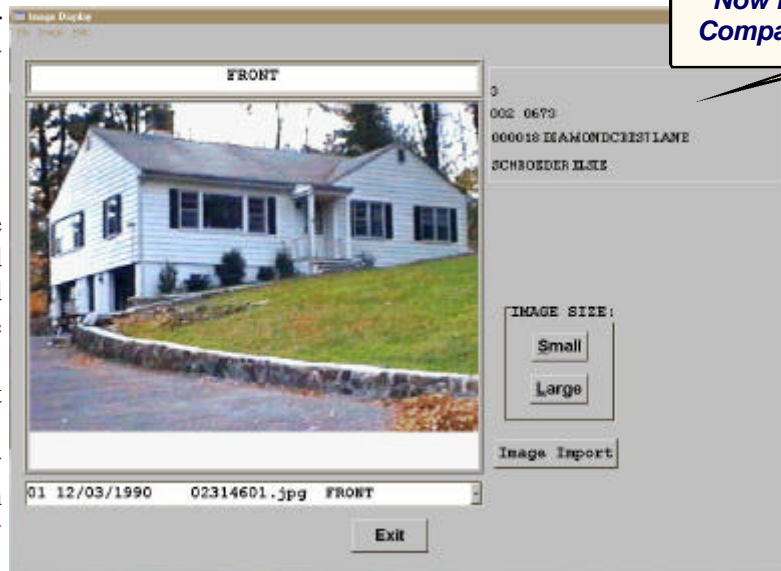 Image Display
Help
Now
Compa
FRONT
3
002 0673
000018 DIAMONDCREST LANE
SCHROEDER ELSIE
IMAGE SIZE:
Small
Large
Image Import
01 12/03/1990 02314601.jpg FRONT
Exit